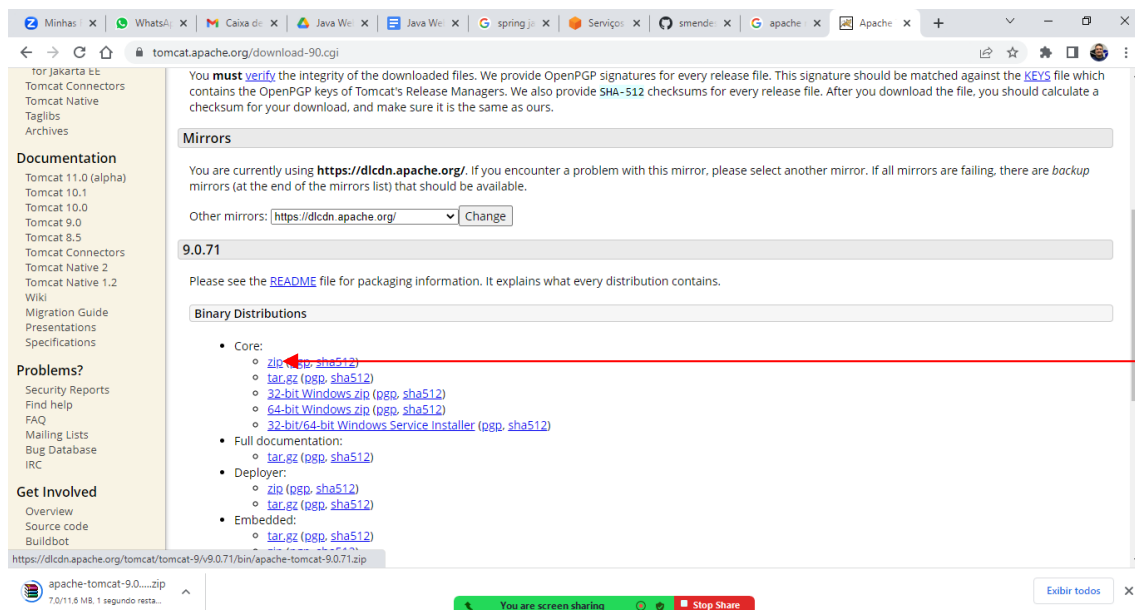 Minhas
WhatsAp
Caixa de
Java We
Java We
spring ja
Serviços
smende
apache
Apache
tomcat.apache.org/download-90.cgi
for Jakarta EE
Tomcat Connectors
Tomcat Native
Taglibs
Archives
Documentation
Tomcat 11.0 (alpha)
Tomcat 10.1
Tomcat 10.0
Tomcat 9.0
Tomcat 8.5
Tomcat Connectors
Tomcat Native 2
Tomcat Native 1.2
Wiki
Migration Guide
Presentations
Specifications
Problems?
Security Reports
Find help
FAQ
Mailing Lists
Bug Database
IRC
Get Involved
Overview
Source code
Buildbot
You must verify the integrity of the downloaded files. We provide OpenPGP signatures for every release file. This signature should be matched against the KEYS file which
contains the OpenPGP keys of Tomcat's Release Managers. We also provide SHA-512 checksums for every release file. After you download the file, you should calculate a
checksum for your download, and make sure it is the same as ours.
Mirrors
You are currently using https://dlcdn.apache.org/. If you encounter a problem with this mirror, please select another mirror. If all mirrors are failing, there are backup
mirrors (at the end of the mirrors list) that should be available.
Other mirrors: https://dlcdn.apache.org/ Change
9.0.71
Please see the README file for packaging information. It explains what every distribution contains.
Binary Distributions
Core:
zip (pgp, sha512)
tar.gz (pgp, sha512)
32-bit Windows zip (pgp, sha512)
64-bit Windows zip (pgp, sha512)
32-bit/64-bit Windows Service Installer (pgp, sha512)
Full documentation:
tar.gz (pgp, sha512)
Deployer:
zip (pgp, sha512)
tar.gz (pgp, sha512)
Embedded:
tar.gz (pgp, sha512)
https://dlcdn.apache.org/tomcat/tomcat-9/v9.0.71/bin/apache-tomcat-9.0.71.zip
apache-tomcat-9.0.....zip
7,0/11,6 MB, 1 segundo resta...
You are screen sharing
Stop Share
Exibir todos